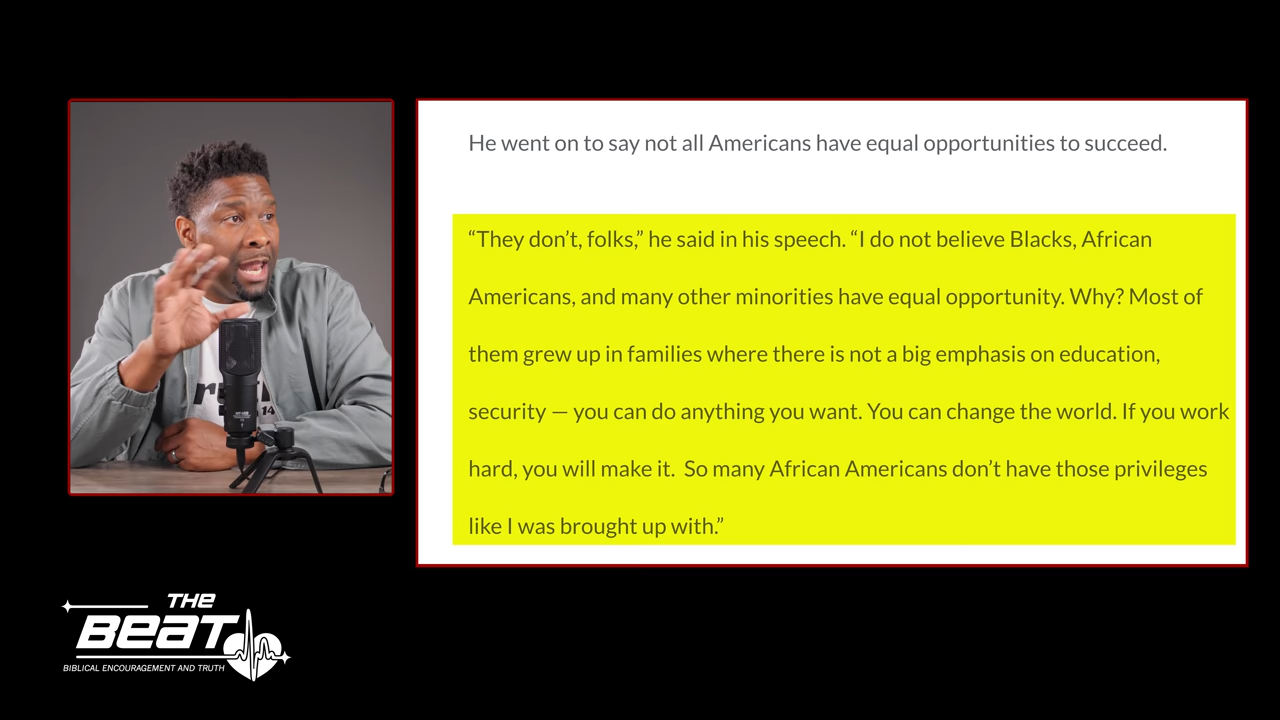 He went on to say not all Americans have equal opportunities to succeed.
“They don’t, folks,” he said in his speech. “I do not believe Blacks, African
Americans, and many other minorities have equal opportunity. Why? Most of
them grew up in families where there is not a big emphasis on education,
security — you can do anything you want. You can change the world. If you work
hard, you will make it.  So many African Americans don’t have those privileges
like I was brought up with.”
14
THE
BEAT
BIBLICAL ENCOURAGEMENT AND TRUTH